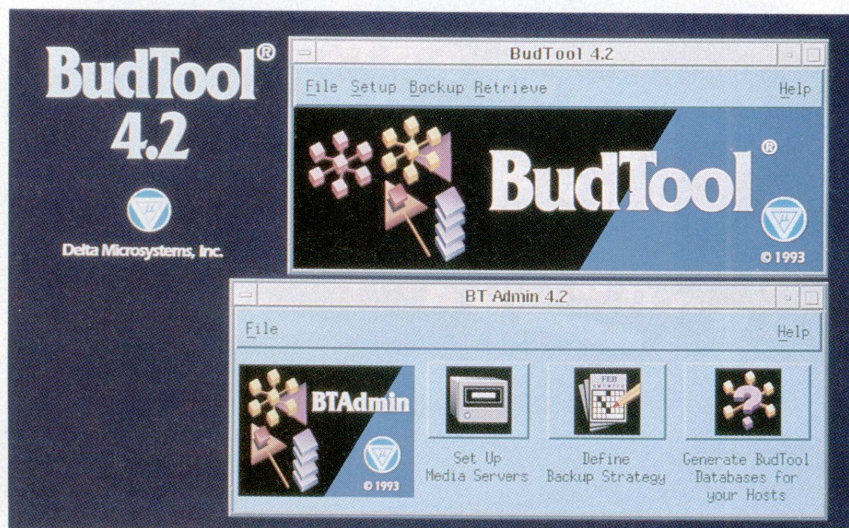 BudTool®
4.2
Delta Microsystems, Inc.
BudTool 4.2
File Setup Backup Retrieve Help
BudTool®
© 1993
BT Admin 4.2
File Help
BTAdmin
© 1993
FEB
Set Up
Media Servers
Define
Backup Strategy
Generate BudTool
Databases for
your Hosts